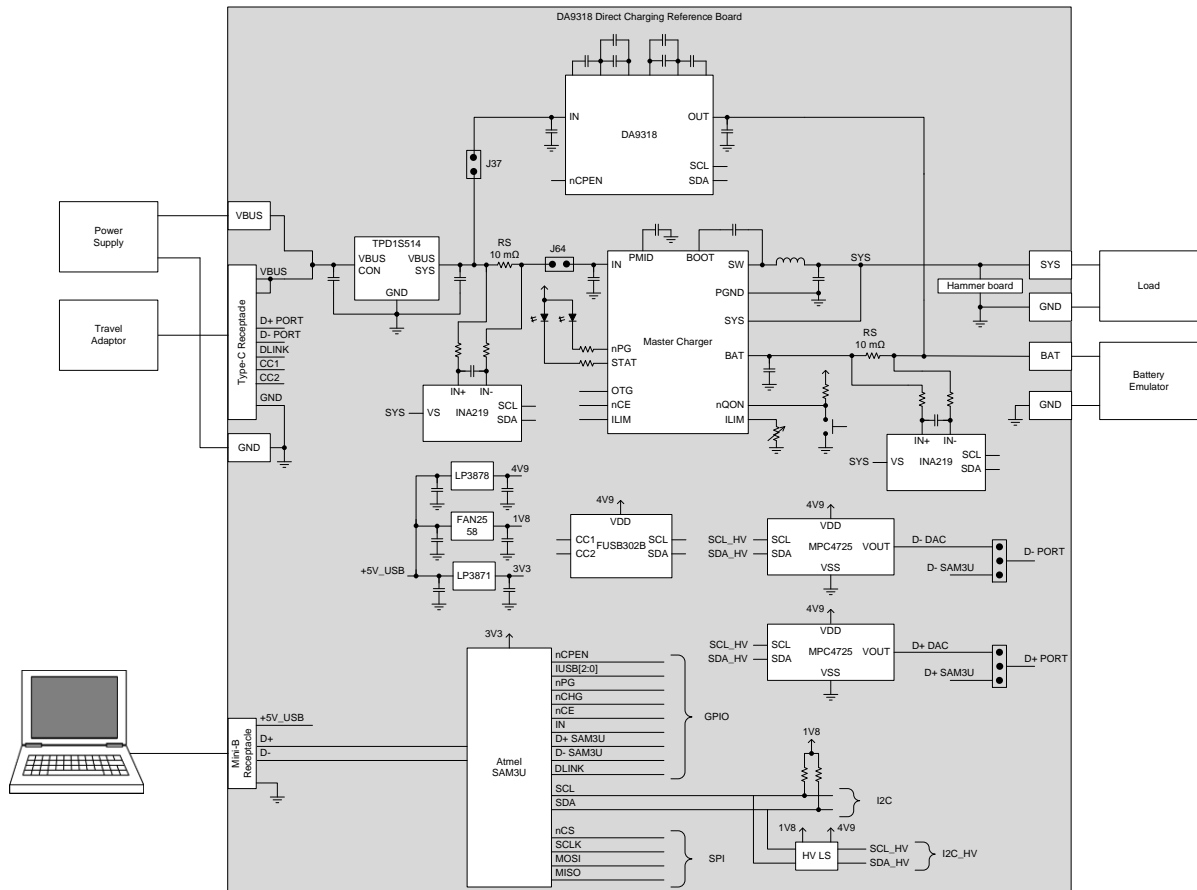 DA9318 Direct Charging Reference Board
IN
OUT
DA9318
SCL
SDA
nCPEN
J37
Power
Supply
VBUS
TPD1S514
VBUS
CON
VBUS
SYS
GND
RS
10 mΩ
J64
PMID
BOOT
IN
SW
PGND
SYS
Master Charger
nPG
STAT
BAT
OTG
nCE
ILIM
nQON
ILIM
SYS
Hammer board
SYS
GND
Load
RS
10 mΩ
BAT
GND
Battery
Emulator
Travel
Adaptor
Type-C Receptacle
VBUS
D+ PORT
D- PORT
DLINK
CC1
CC2
GND
GND
IN+
IN-
SYS
VS
INA219
SCL
SDA
IN+
IN-
SYS
VS
INA219
SCL
SDA
LP3878
4V9
FAN25
58
1V8
+5V_USB
LP3871
3V3
4V9
VDD
CC1
CC2
FUSB302B
SCL
SDA
4V9
VDD
SCL_HV
SDA_HV
SCL
SDA
MPC4725
VOUT
VSS
D- DAC
D- SAM3U
D- PORT
4V9
VDD
SCL_HV
SDA_HV
SCL
SDA
MPC4725
VOUT
VSS
D+ DAC
D+ SAM3U
D+ PORT
Mini-B
Receptacle
+5V_USB
D+
D-
3V3
Atmel
SAM3U
nCPEN
IUSB[2:0]
nPG
nCHG
nCE
IN
D+ SAM3U
D- SAM3U
DLINK
GPIO
SCL
SDA
1V8
I2C
1V8
4V9
HV LS
SCL_HV
SDA_HV
I2C_HV
nCS
SCLK
MOSI
MISO
SPI